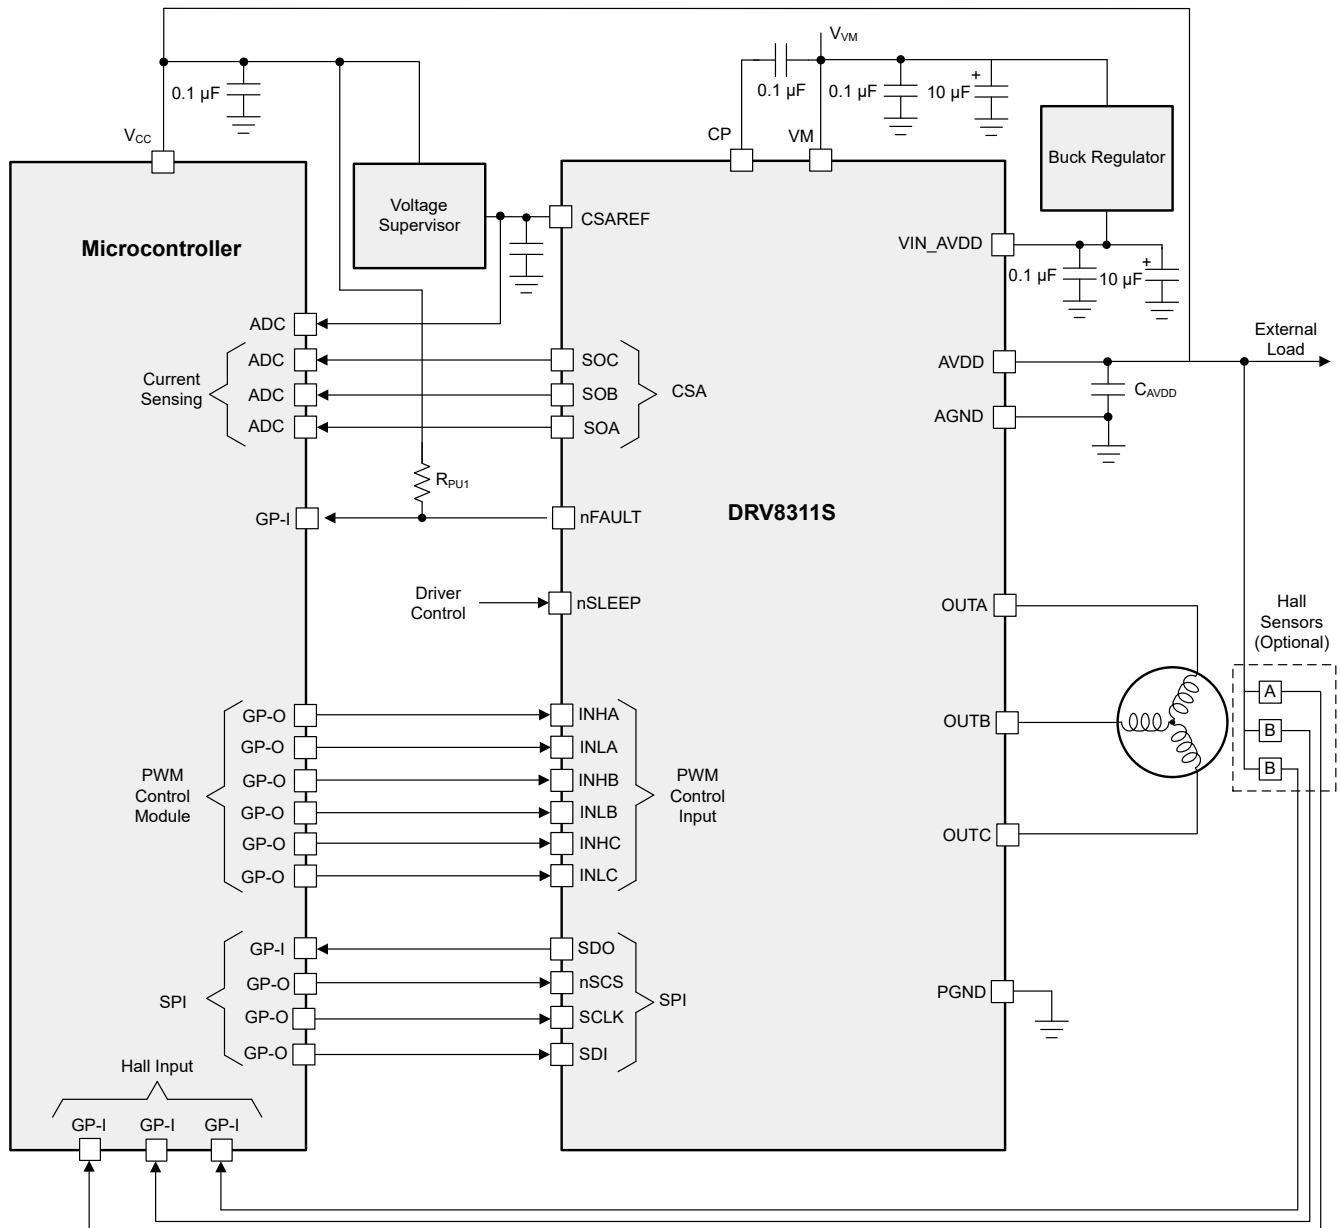 V_VM
0.1 µF
0.1 µF
0.1 µF
+
10 µF
V_CC
CP
VM
Buck Regulator
Voltage
Supervisor
CSAREF
Microcontroller
VIN_AVDD
0.1 µF
+
10 µF
ADC
External
Load
Current
Sensing
ADC
ADC
ADC
SOC
SOB
SOA
CSA
AVDD
C_AVDD
AGND
R_PU1
GP-I
nFAULT
DRV8311S
Driver
Control
nSLEEP
OUTA
Hall
Sensors
(Optional)
A
B
B
OUTB
OUTC
PWM
Control
Module
GP-O
GP-O
GP-O
GP-O
GP-O
GP-O
INHA
INLA
INHB
INLB
INHC
INLC
PWM
Control
Input
SPI
GP-I
GP-O
GP-O
GP-O
SDO
nSCS
SCLK
SDI
SPI
PGND
Hall Input
GP-I
GP-I
GP-I